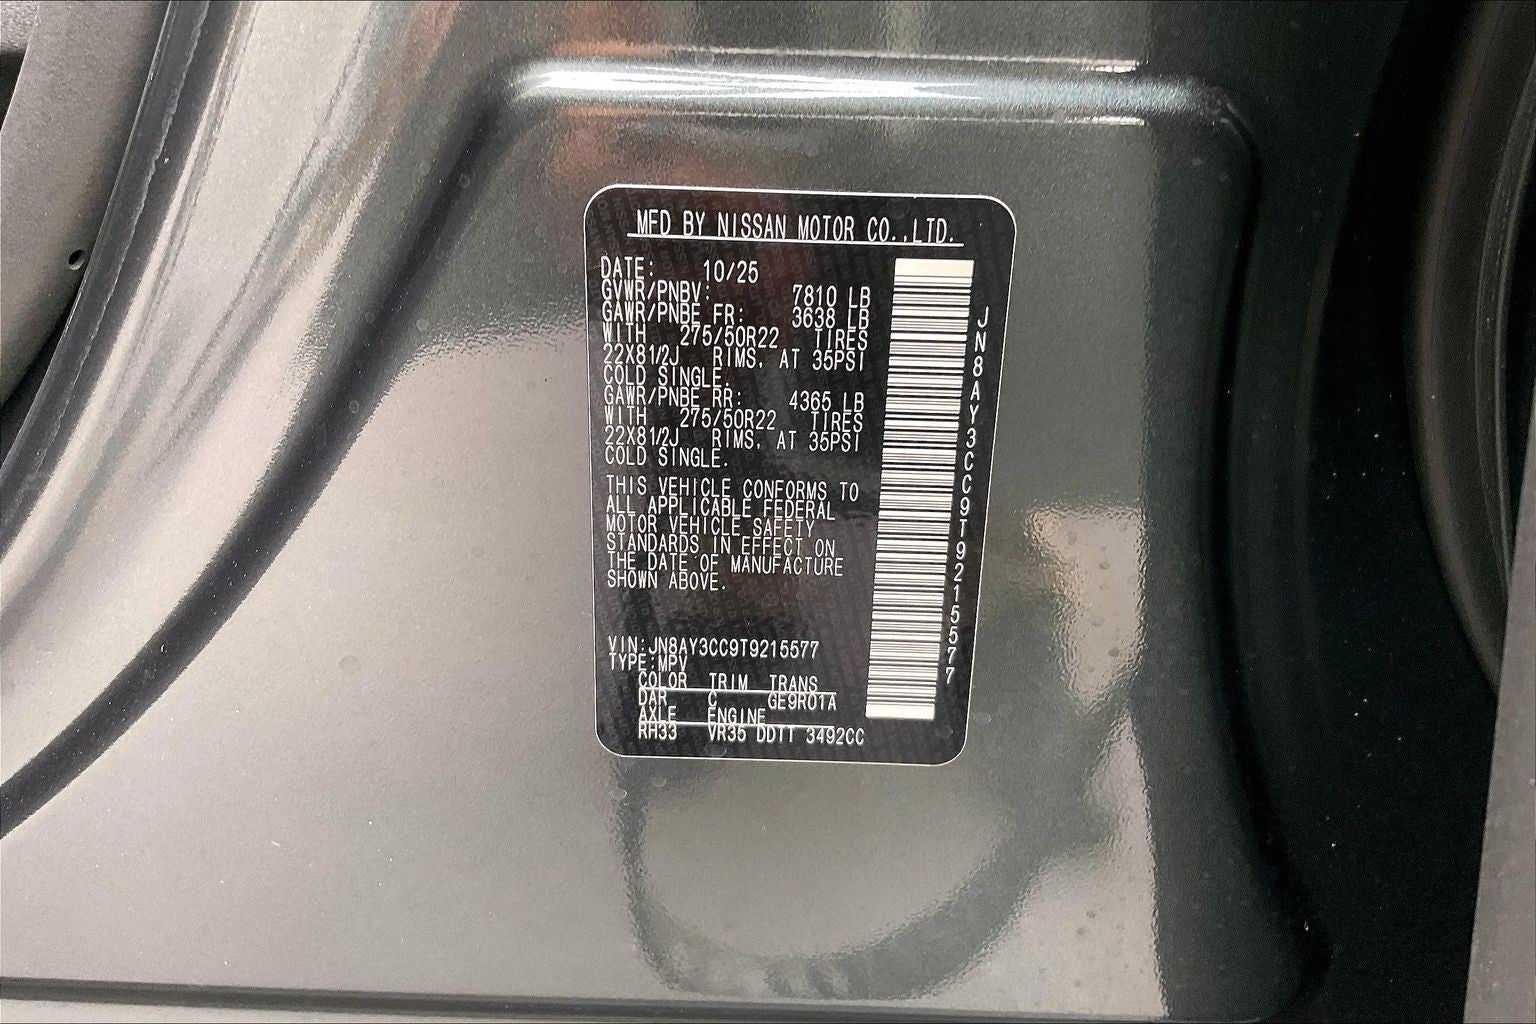 MFD BY NISSAN MOTOR CO.,LTD.
DATE: 10/25
GVWR/PNBV: 7810 LB
GAWR/PNBE FR: 3638 LB
WITH 275/50R22 TIRES
22X81/2J RIMS, AT 35PSI
COLD SINGLE.
GAWR/PNBE RR: 4365 LB
WITH 275/50R22 TIRES
22X81/2J RIMS, AT 35PSI
COLD SINGLE.
THIS VEHICLE CONFORMS TO
ALL APPLICABLE FEDERAL
MOTOR VEHICLE SAFETY
STANDARDS IN EFFECT ON
THE DATE OF MANUFACTURE
SHOWN ABOVE.
VIN:JN8AY3CC9T9215577
TYPE:MPV
COLOR TRIM TRANS
DAR C GE9R01A
AXLE ENGINE
RH33 VR35 DDTT 3492CC
JN8AY3CC9T9215577